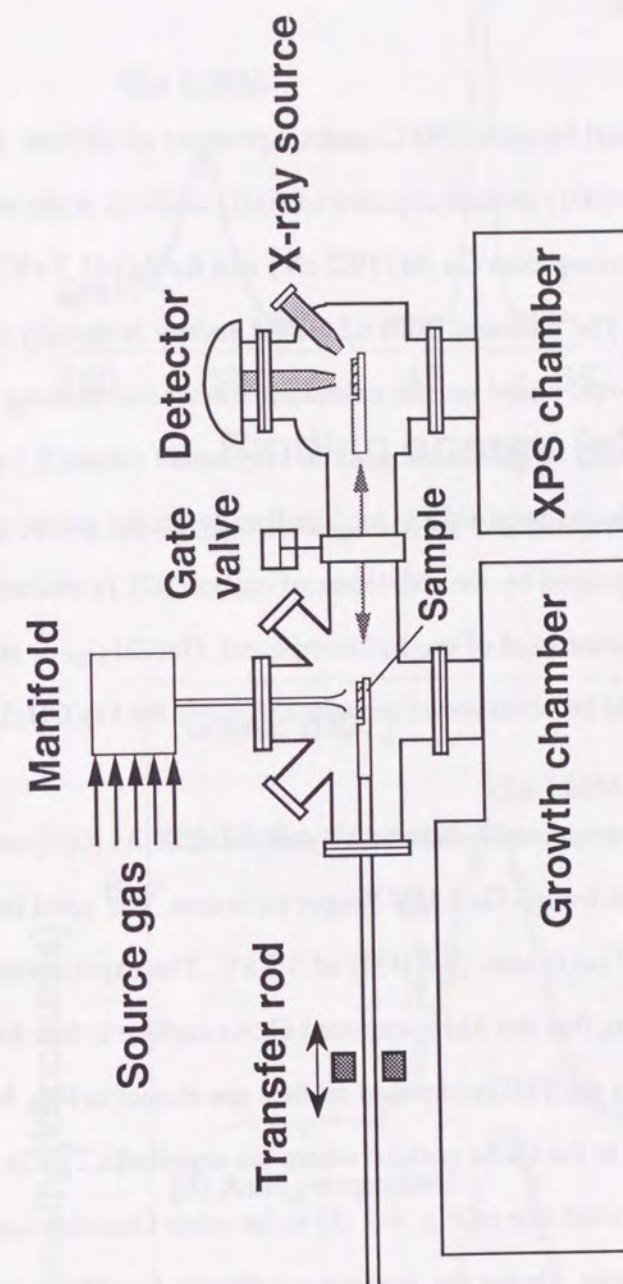 Manifold
Source gas
Gate
valve
Detector
X-ray source
Transfer rod
Sample
Growth chamber
XPS chamber